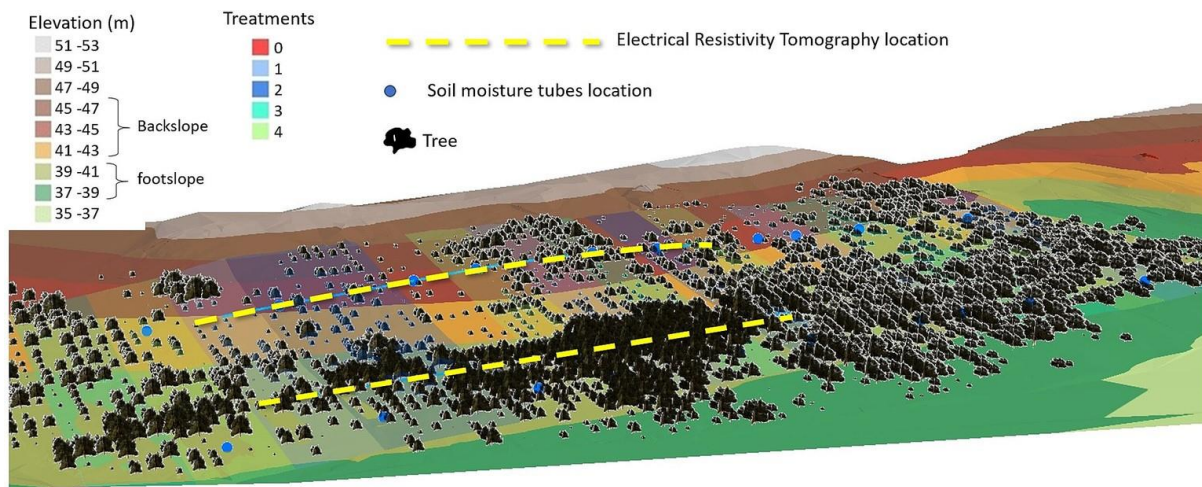 Elevation (m)
51 -53
49 -51
47 -49
45 -47
43 -45
41 -43
39 -41
37 -39
35 -37
Backslope
footslope
Treatments
0
1
2
3
4
Electrical Resistivity Tomography location
Soil moisture tubes location
Tree